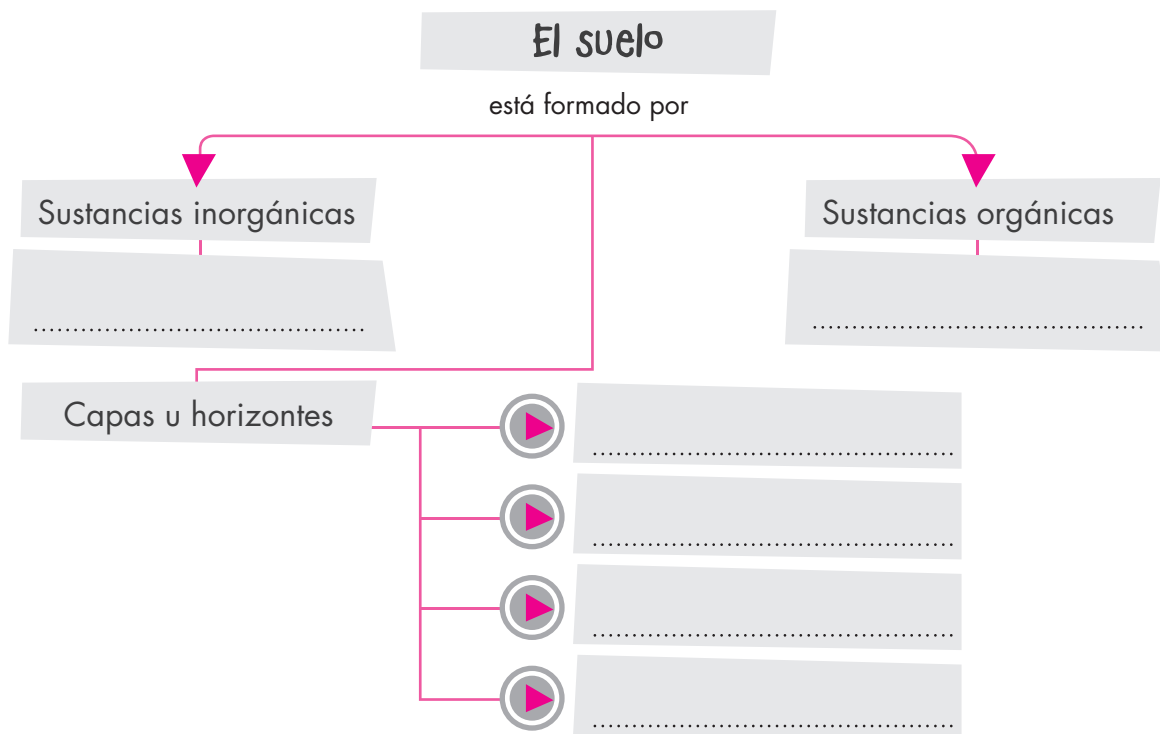 El suelo
está formado por
Sustancias inorgánicas
Sustancias orgánicas
Capas u horizontes